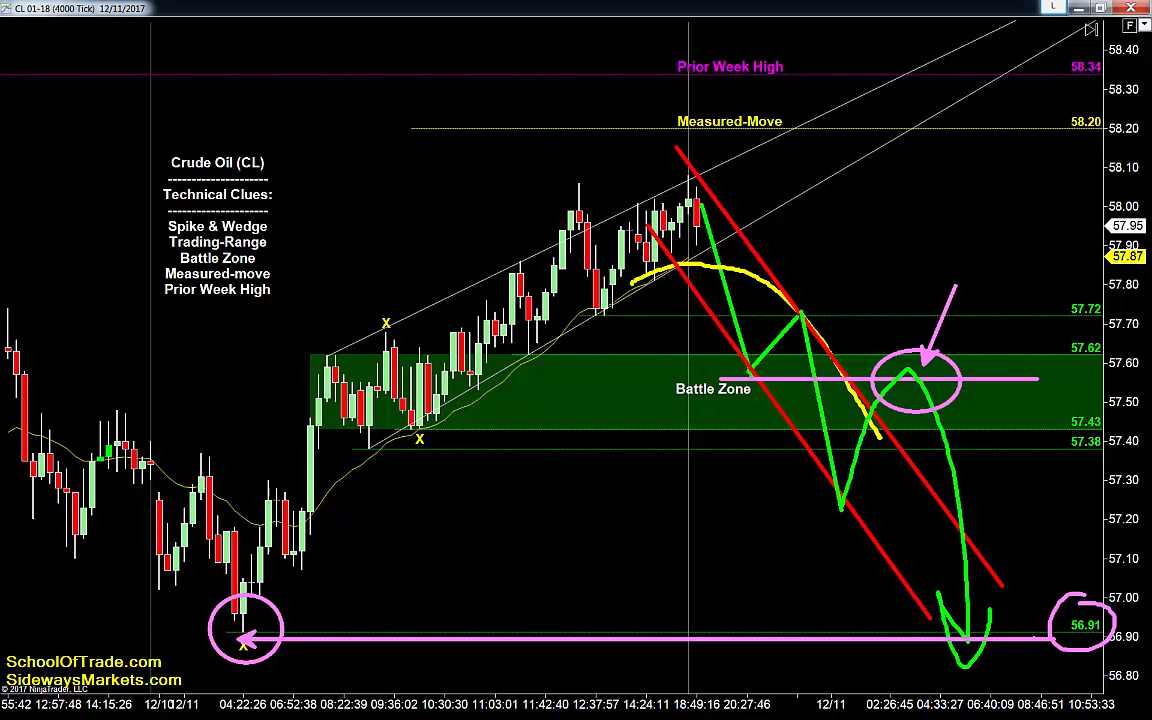 CL 01-18 (4000 Tick) 12/11/2017
L
F
58.40
Prior Week High
58.34
58.30
Measured-Move
58.20
58.20
Crude Oil (CL)
---------------------
Technical Clues:
---------------------
Spike & Wedge
Trading-Range
Battle Zone
Measured-move
Prior Week High
58.10
58.00
57.95
57.90
57.87
57.80
57.72
57.70
X
57.62
57.60
Battle Zone
57.50
57.43
X
57.40
57.38
57.30
57.20
57.10
57.00
56.91
56.90
X
56.80
SchoolOfTrade.com
SidewaysMarkets.com
© 2017 NinjaTrader, LLC
55:42 12:57:48 14:15:26 12/10 12/11 04:22:26 06:52:38 08:22:39 09:36:02 10:30:30 11:03:01 11:42:40 12:37:57 14:24:11 18:49:16 20:27:46 12/11 02:26:45 04:33:27 06:40:09 08:46:51 10:53:33